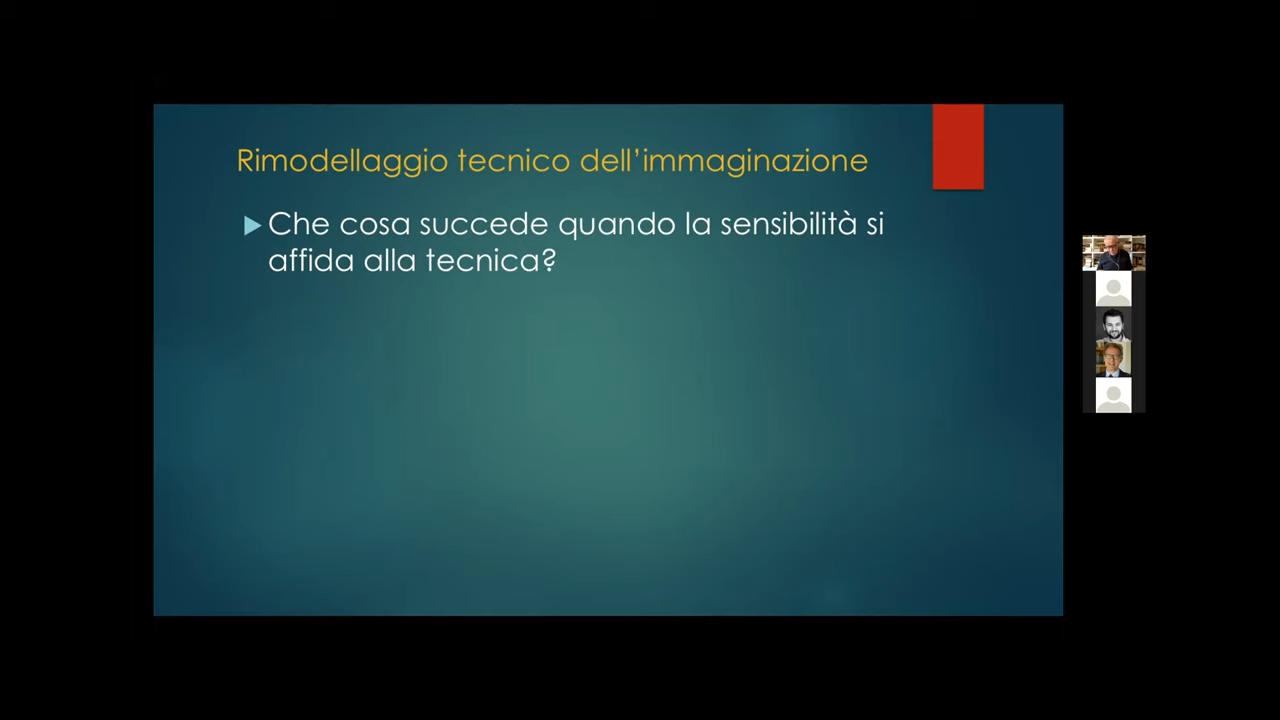 Rimodellaggio tecnico dell’immaginazione
Che cosa succede quando la sensibilità si
affida alla tecnica?